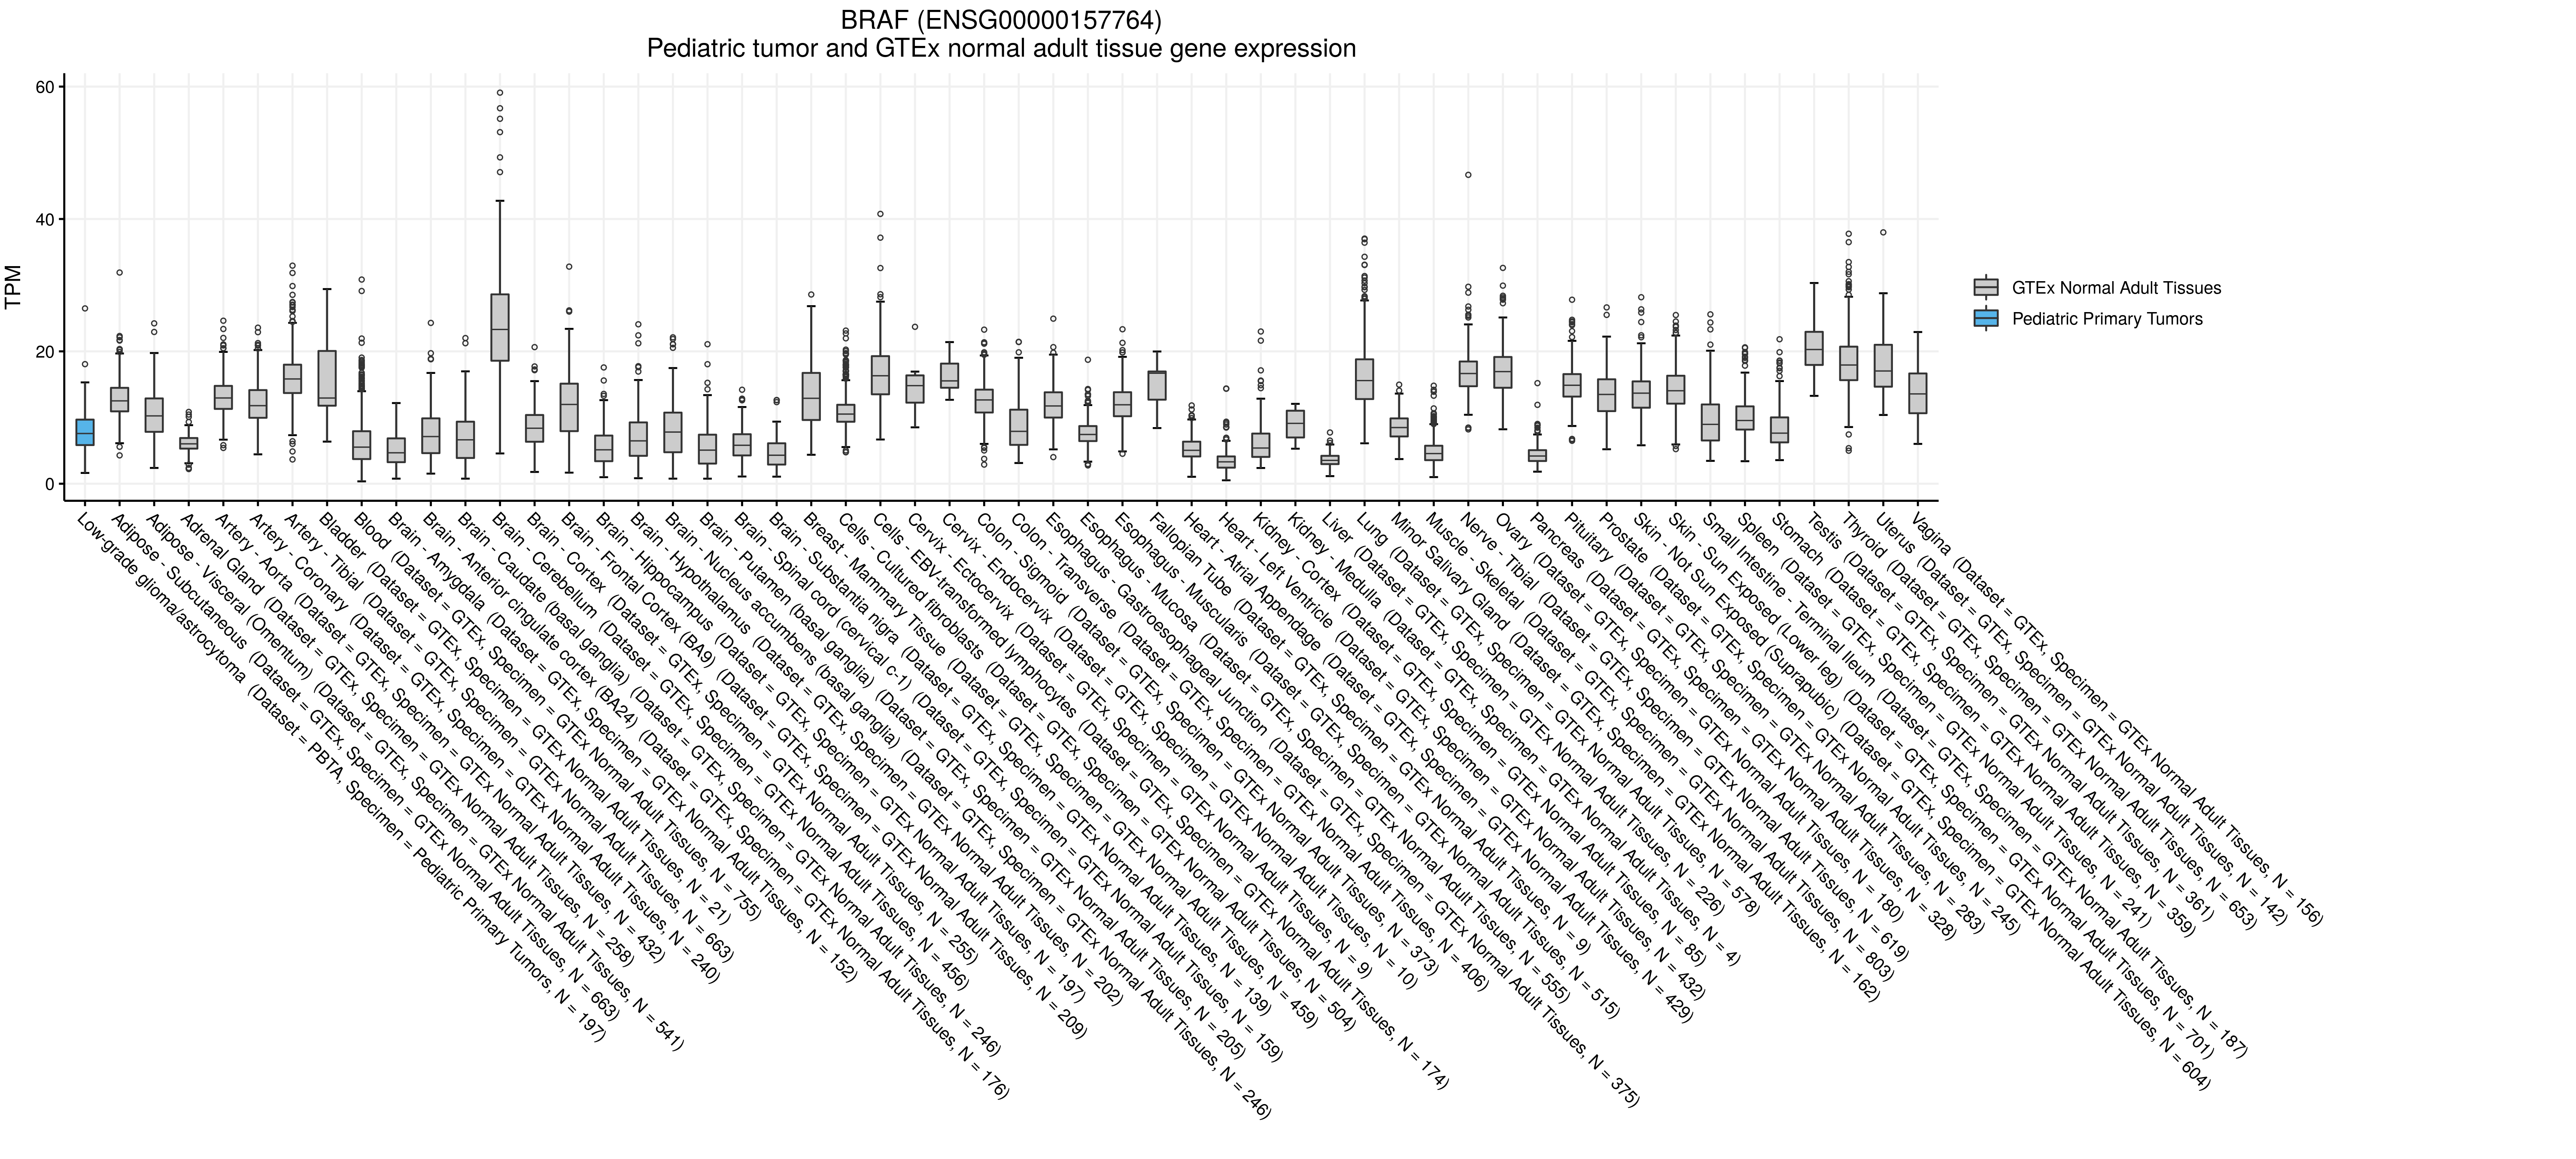 BRAF (ENSG00000157764)
Pediatric tumor and GTEx normal adult tissue gene expression
TPM
60
40
20
0
GTEx Normal Adult Tissues
Pediatric Primary Tumors
Low-grade glioma/astrocytoma (Dataset = PBTA, Specimen = Pediatric Primary Tumors, N = 197)
Adipose - Subcutaneous (Dataset = GTEx, Specimen = GTEx Normal Adult Tissues, N = 663)
Adipose - Visceral (Omentum) (Dataset = GTEx, Specimen = GTEx Normal Adult Tissues, N = 541)
Adrenal Gland (Dataset = GTEx, Specimen = GTEx Normal Adult Tissues, N = 258)
Artery - Aorta (Dataset = GTEx, Specimen = GTEx Normal Adult Tissues, N = 432)
Artery - Coronary (Dataset = GTEx, Specimen = GTEx Normal Adult Tissues, N = 240)
Artery - Tibial (Dataset = GTEx, Specimen = GTEx Normal Adult Tissues, N = 663)
Bladder (Dataset = GTEx, Specimen = GTEx Normal Adult Tissues, N = 21)
Blood (Dataset = GTEx, Specimen = GTEx Normal Adult Tissues, N = 755)
Brain - Amygdala (Dataset = GTEx, Specimen = GTEx Normal Adult Tissues, N = 152)
Brain - Anterior cingulate cortex (BA24) (Dataset = GTEx, Specimen = GTEx Normal Adult Tissues, N = 176)
Brain - Caudate (basal ganglia) (Dataset = GTEx, Specimen = GTEx Normal Adult Tissues, N = 246)
Brain - Cerebellum (Dataset = GTEx, Specimen = GTEx Normal Adult Tissues, N = 456)
Brain - Cortex (Dataset = GTEx, Specimen = GTEx Normal Adult Tissues, N = 255)
Brain - Frontal Cortex (BA9) (Dataset = GTEx, Specimen = GTEx Normal Adult Tissues, N = 209)
Brain - Hippocampus (Dataset = GTEx, Specimen = GTEx Normal Adult Tissues, N = 197)
Brain - Hypothalamus (Dataset = GTEx, Specimen = GTEx Normal Adult Tissues, N = 202)
Brain - Nucleus accumbens (basal ganglia) (Dataset = GTEx, Specimen = GTEx Normal Adult Tissues, N = 246)
Brain - Putamen (basal ganglia) (Dataset = GTEx, Specimen = GTEx Normal Adult Tissues, N = 205)
Brain - Spinal cord (cervical c-1) (Dataset = GTEx, Specimen = GTEx Normal Adult Tissues, N = 159)
Brain - Substantia nigra (Dataset = GTEx, Specimen = GTEx Normal Adult Tissues, N = 139)
Breast - Mammary Tissue (Dataset = GTEx, Specimen = GTEx Normal Adult Tissues, N = 459)
Cells - Cultured fibroblasts (Dataset = GTEx, Specimen = GTEx Normal Adult Tissues, N = 504)
Cells - EBV-transformed lymphocytes (Dataset = GTEx, Specimen = GTEx Normal Adult Tissues, N = 174)
Cervix - Ectocervix (Dataset = GTEx, Specimen = GTEx Normal Adult Tissues, N = 9)
Cervix - Endocervix (Dataset = GTEx, Specimen = GTEx Normal Adult Tissues, N = 10)
Colon - Sigmoid (Dataset = GTEx, Specimen = GTEx Normal Adult Tissues, N = 373)
Colon - Transverse (Dataset = GTEx, Specimen = GTEx Normal Adult Tissues, N = 406)
Esophagus - Gastroesophageal Junction (Dataset = GTEx, Specimen = GTEx Normal Adult Tissues, N = 375)
Esophagus - Mucosa (Dataset = GTEx, Specimen = GTEx Normal Adult Tissues, N = 555)
Esophagus - Muscularis (Dataset = GTEx, Specimen = GTEx Normal Adult Tissues, N = 515)
Fallopian Tube (Dataset = GTEx, Specimen = GTEx Normal Adult Tissues, N = 9)
Heart - Atrial Appendage (Dataset = GTEx, Specimen = GTEx Normal Adult Tissues, N = 429)
Heart - Left Ventricle (Dataset = GTEx, Specimen = GTEx Normal Adult Tissues, N = 432)
Kidney - Cortex (Dataset = GTEx, Specimen = GTEx Normal Adult Tissues, N = 85)
Kidney - Medulla (Dataset = GTEx, Specimen = GTEx Normal Adult Tissues, N = 4)
Liver (Dataset = GTEx, Specimen = GTEx Normal Adult Tissues, N = 226)
Lung (Dataset = GTEx, Specimen = GTEx Normal Adult Tissues, N = 578)
Minor Salivary Gland (Dataset = GTEx, Specimen = GTEx Normal Adult Tissues, N = 162)
Muscle - Skeletal (Dataset = GTEx, Specimen = GTEx Normal Adult Tissues, N = 803)
Nerve - Tibial (Dataset = GTEx, Specimen = GTEx Normal Adult Tissues, N = 619)
Ovary (Dataset = GTEx, Specimen = GTEx Normal Adult Tissues, N = 180)
Pancreas (Dataset = GTEx, Specimen = GTEx Normal Adult Tissues, N = 328)
Pituitary (Dataset = GTEx, Specimen = GTEx Normal Adult Tissues, N = 283)
Prostate (Dataset = GTEx, Specimen = GTEx Normal Adult Tissues, N = 245)
Skin - Not Sun Exposed (Suprapubic) (Dataset = GTEx, Specimen = GTEx Normal Adult Tissues, N = 604)
Skin - Sun Exposed (Lower leg) (Dataset = GTEx, Specimen = GTEx Normal Adult Tissues, N = 701)
Small Intestine - Terminal Ileum (Dataset = GTEx, Specimen = GTEx Normal Adult Tissues, N = 187)
Spleen (Dataset = GTEx, Specimen = GTEx Normal Adult Tissues, N = 241)
Stomach (Dataset = GTEx, Specimen = GTEx Normal Adult Tissues, N = 359)
Testis (Dataset = GTEx, Specimen = GTEx Normal Adult Tissues, N = 361)
Thyroid (Dataset = GTEx, Specimen = GTEx Normal Adult Tissues, N = 653)
Uterus (Dataset = GTEx, Specimen = GTEx Normal Adult Tissues, N = 142)
Vagina (Dataset = GTEx, Specimen = GTEx Normal Adult Tissues, N = 156)